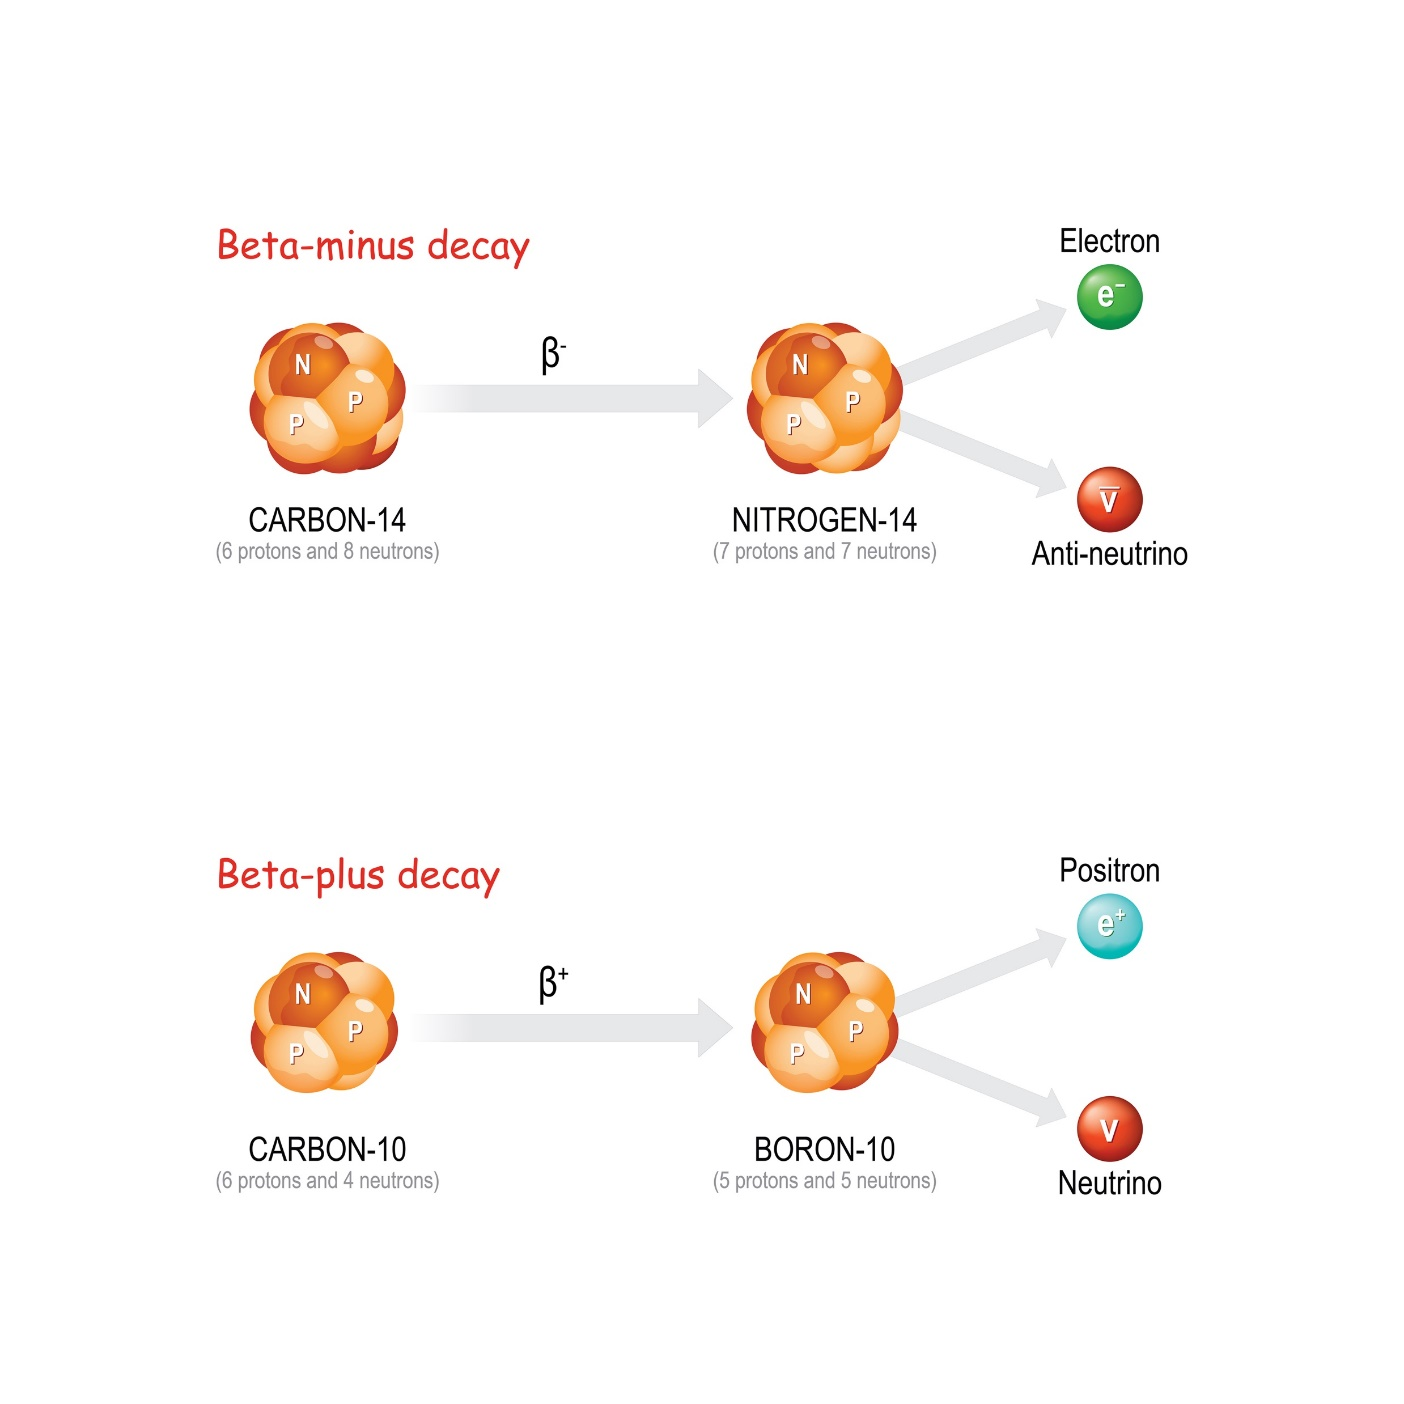 Beta-minus decay
Electron
e⁻
β-
N
P
P
N
P
P
v̅
CARBON-14
(6 protons and 8 neutrons)
NITROGEN-14
(7 protons and 7 neutrons)
Anti-neutrino
Beta-plus decay
Positron
e⁺
β⁺
N
P
P
N
P
P
v
CARBON-10
(6 protons and 4 neutrons)
BORON-10
(5 protons and 5 neutrons)
Neutrino